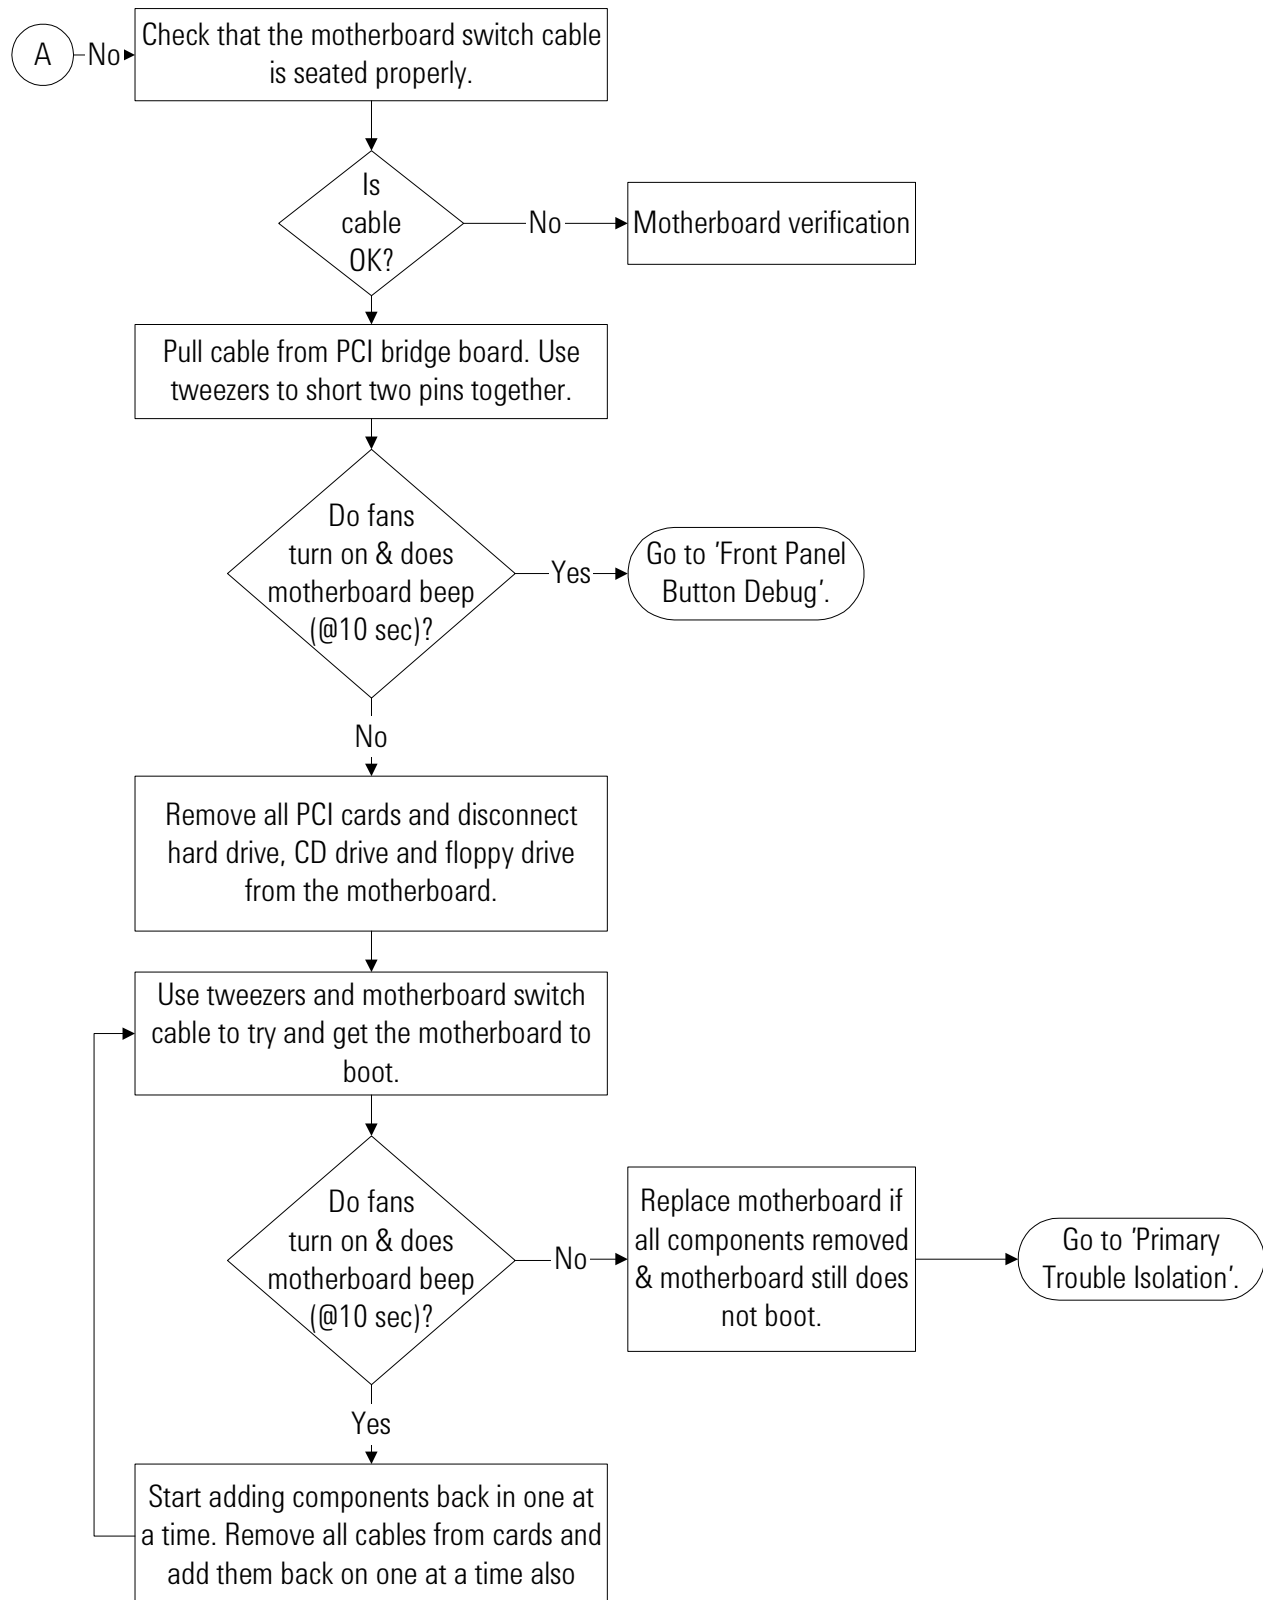 A
No
Check that the motherboard switch cable
is seated properly.
Is
cable
OK?
No
Motherboard verification
Pull cable from PCI bridge board. Use
tweezers to short two pins together.
Do fans
turn on & does
motherboard beep
(@10 sec)?
Yes
Go to 'Front Panel
Button Debug'.
No
Remove all PCI cards and disconnect
hard drive, CD drive and floppy drive
from the motherboard.
Use tweezers and motherboard switch
cable to try and get the motherboard to
boot.
Do fans
turn on & does
motherboard beep
(@10 sec)?
No
Replace motherboard if
all components removed
& motherboard still does
not boot.
Go to 'Primary
Trouble Isolation'.
Yes
Start adding components back in one at
a time. Remove all cables from cards and
add them back on one at a time also